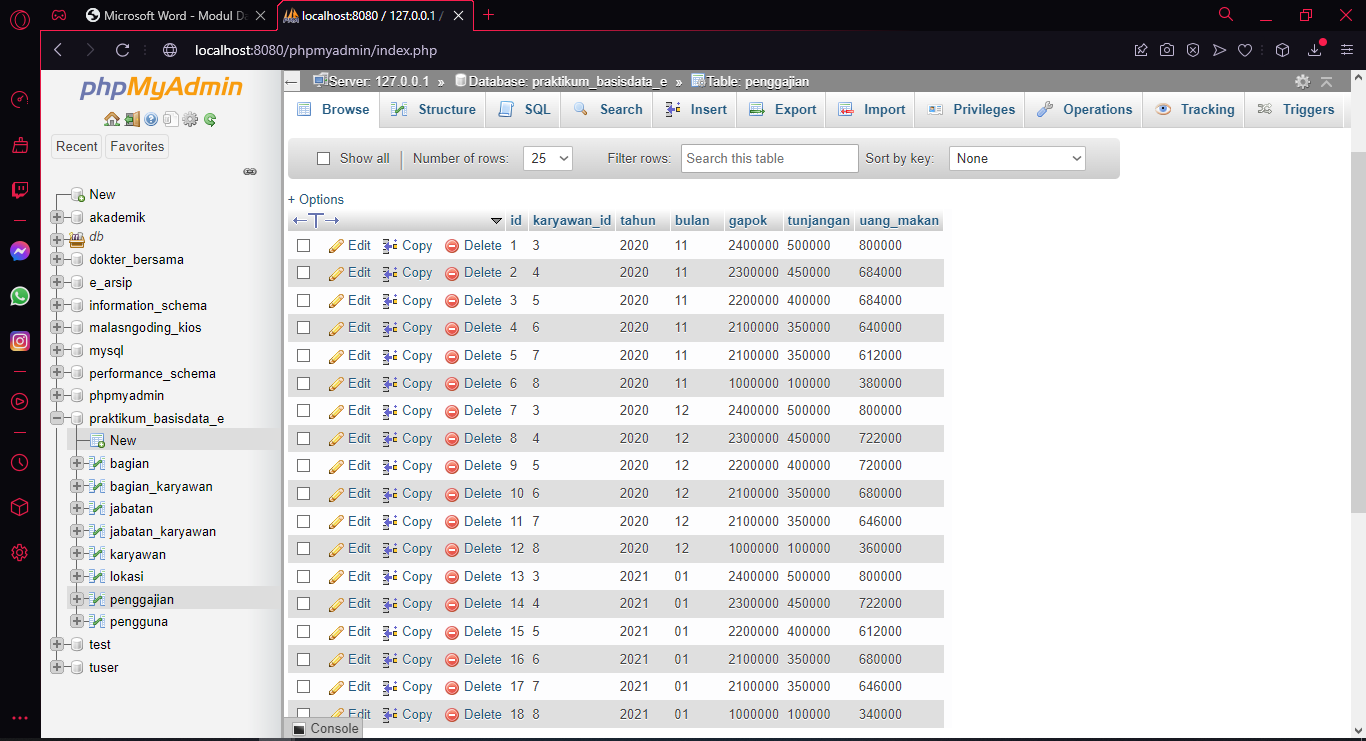 Microsoft Word - Modul Da
localhost:8080 / 127.0.0.1 /
localhost:8080/phpmyadmin/index.php
phpMyAdmin
Recent Favorites
New
akademik
db
dokter_bersama
e_arsip
information_schema
malasngoding_kios
mysql
performance_schema
phpmyadmin
praktikum_basisdata_e
New
bagian
bagian_karyawan
jabatan
jabatan_karyawan
karyawan
lokasi
penggajian
pengguna
test
tuser
Server: 127.0.0.1 » Database: praktikum_basisdata_e » Table: penggajian
Browse Structure SQL Search Insert Export Import Privileges Operations Tracking Triggers
Show all Number of rows: 25 Filter rows: Search this table Sort by key: None
+ Options
←T→ id karyawan_id tahun bulan gapok tunjangan uang_makan
Edit Copy Delete 1 3 2020 11 2400000 500000 800000
Edit Copy Delete 2 4 2020 11 2300000 450000 684000
Edit Copy Delete 3 5 2020 11 2200000 400000 684000
Edit Copy Delete 4 6 2020 11 2100000 350000 640000
Edit Copy Delete 5 7 2020 11 2100000 350000 612000
Edit Copy Delete 6 8 2020 11 1000000 100000 380000
Edit Copy Delete 7 3 2020 12 2400000 500000 800000
Edit Copy Delete 8 4 2020 12 2300000 450000 722000
Edit Copy Delete 9 5 2020 12 2200000 400000 720000
Edit Copy Delete 10 6 2020 12 2100000 350000 680000
Edit Copy Delete 11 7 2020 12 2100000 350000 646000
Edit Copy Delete 12 8 2020 12 1000000 100000 360000
Edit Copy Delete 13 3 2021 01 2400000 500000 800000
Edit Copy Delete 14 4 2021 01 2300000 450000 722000
Edit Copy Delete 15 5 2021 01 2200000 400000 612000
Edit Copy Delete 16 6 2021 01 2100000 350000 680000
Edit Copy Delete 17 7 2021 01 2100000 350000 646000
Edit Copy Delete 18 8 2021 01 1000000 100000 340000
Console